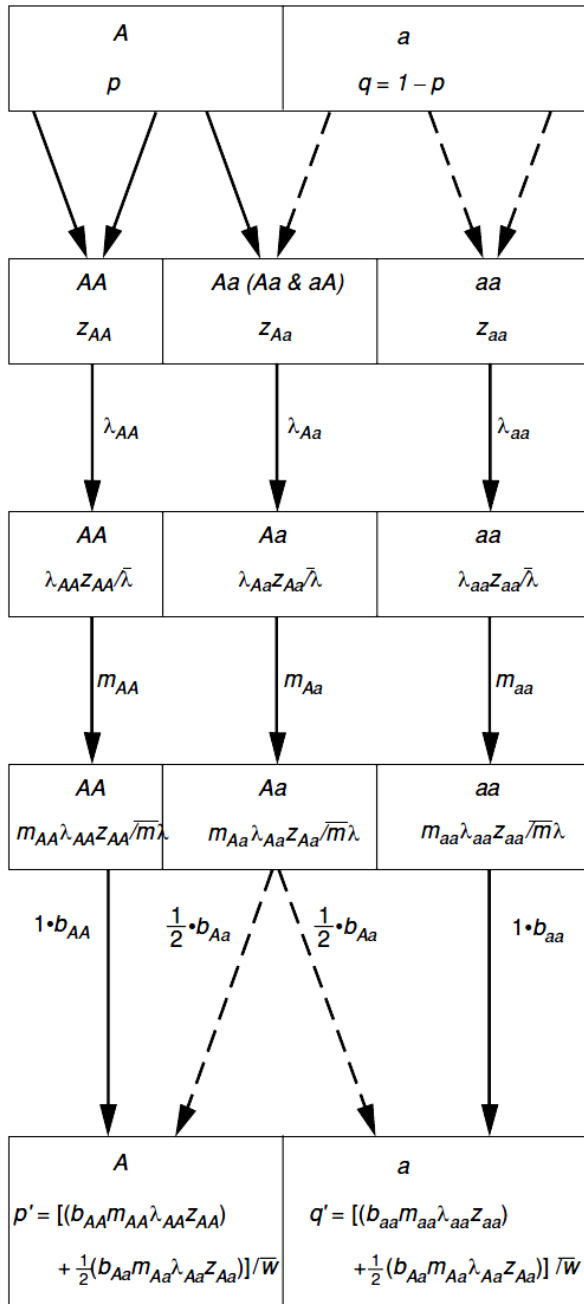 A a
p q = 1 – p
AA Aa (Aa & aA) aa
z_AA z_Aa z_aa
λ_AA λ_Aa λ_aa
AA Aa aa
λ_AA z_AA/λ̄ λ_Aa z_Aa/λ̄ λ_aa z_aa/λ̄
m_AA m_Aa m_aa
AA Aa aa
m_AA λ_AA z_AA/m̅λ̅ m_Aa λ_Aa z_Aa/m̅λ̅ m_aa λ_aa z_aa/m̅λ̅
1•b_AA 1/2•b_Aa 1/2•b_Aa 1•b_aa
A a
p' = [(b_AA m_AA λ_AA z_AA) q' = [(b_aa m_aa λ_aa z_aa)
+ 1/2(b_Aa m_Aa λ_Aa z_Aa)]/w̅ + 1/2(b_Aa m_Aa λ_Aa z_Aa)] /w̅